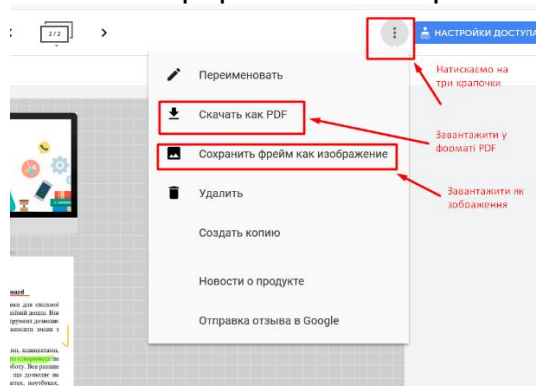 2/2
НАСТРОЙКИ ДОСТУПА
Переименовать
Натискаємо на
три крапочки
Скачать как PDF
Завантажити у
форматі PDF
Сохранить фрейм как изображение
Удалить
Завантажити як
зображення
Создать копию
Новости о продукте
Отправка отзыва в Google